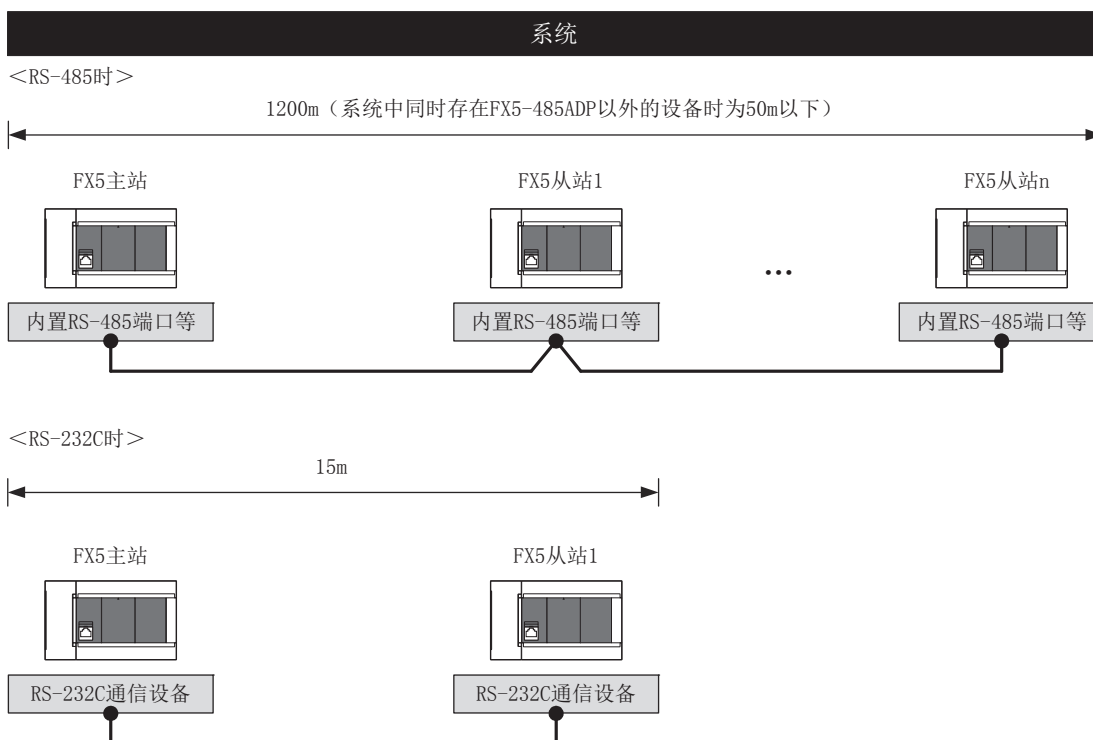 系统
＜RS-485时＞
1200m（系统中同时存在FX5-485ADP以外的设备时为50m以下）
FX5主站
FX5从站1
FX5从站n
...
内置RS-485端口等
内置RS-485端口等
内置RS-485端口等
＜RS-232C时＞
15m
FX5主站
FX5从站1
RS-232C通信设备
RS-232C通信设备